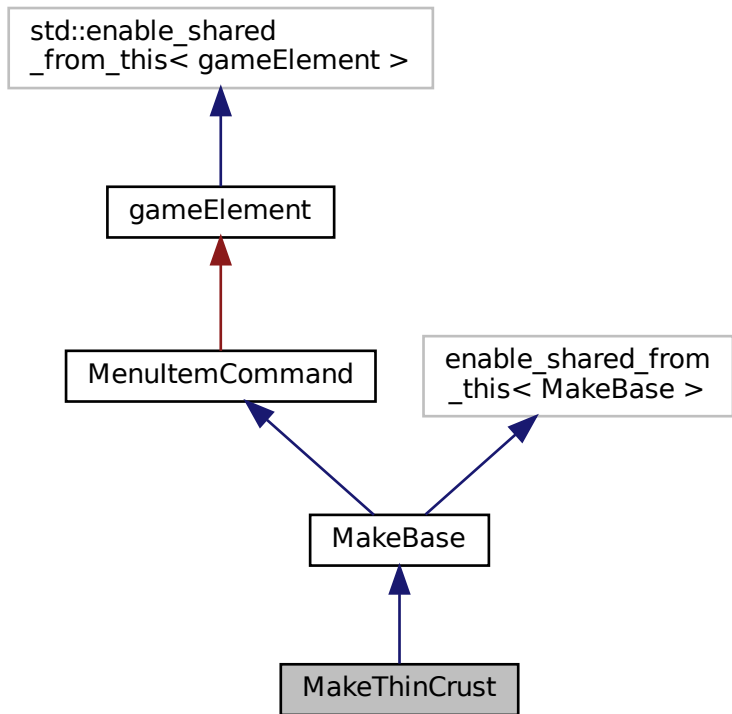 std::enable_shared
_from_this< gameElement >
gameElement
MenuItemCommand
enable_shared_from
_this< MakeBase >
MakeBase
MakeThinCrust